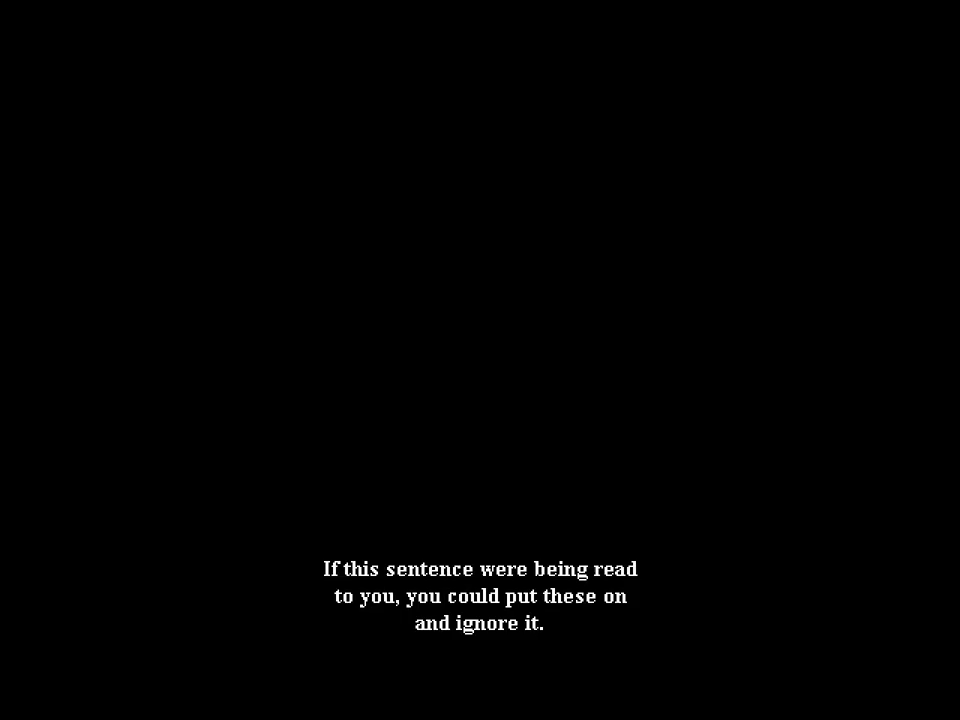 If this sentence were being read
to you, you could put these on
and ignore it.